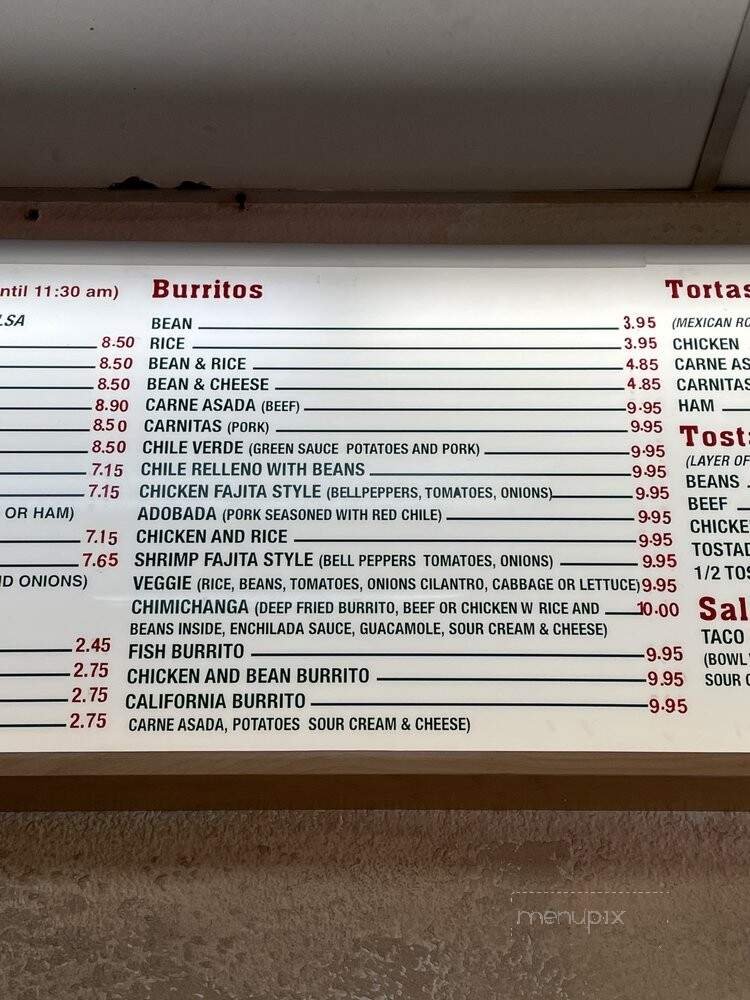 ntil 11:30 am)
LSA
8.50
8.50
8.50
8.90
8.50
8.50
7.15
7.15
OR HAM)
7.15
7.65
ND ONIONS)
2.45
2.75
2.75
2.75
Burritos
BEAN 3.95
RICE 3.95
BEAN & RICE 4.85
BEAN & CHEESE 4.85
CARNE ASADA (BEEF) 9.95
CARNITAS (PORK) 9.95
CHILE VERDE (GREEN SAUCE POTATOES AND PORK) 9.95
CHILE RELLENO WITH BEANS 9.95
CHICKEN FAJITA STYLE (BELLPEPPERS, TOMATOES, ONIONS) 9.95
ADOBADA (PORK SEASONED WITH RED CHILE) 9.95
CHICKEN AND RICE 9.95
SHRIMP FAJITA STYLE (BELL PEPPERS TOMATOES, ONIONS) 9.95
VEGGIE (RICE, BEANS, TOMATOES, ONIONS CILANTRO, CABBAGE OR LETTUCE) 9.95
CHIMICHANGA (DEEP FRIED BURRITO, BEEF OR CHICKEN W RICE AND 10.00
BEANS INSIDE, ENCHILADA SAUCE, GUACAMOLE, SOUR CREAM & CHEESE)
FISH BURRITO 9.95
CHICKEN AND BEAN BURRITO 9.95
CALIFORNIA BURRITO 9.95
CARNE ASADA, POTATOES SOUR CREAM & CHEESE)
Tortas
(MEXICAN RO
CHICKEN
CARNE AS
CARNITAS
HAM
Tosta
(LAYER OF
BEANS
BEEF
CHICKE
TOSTAD
1/2 TOS
Sal
TACO
(BOWL
SOUR C
menupix